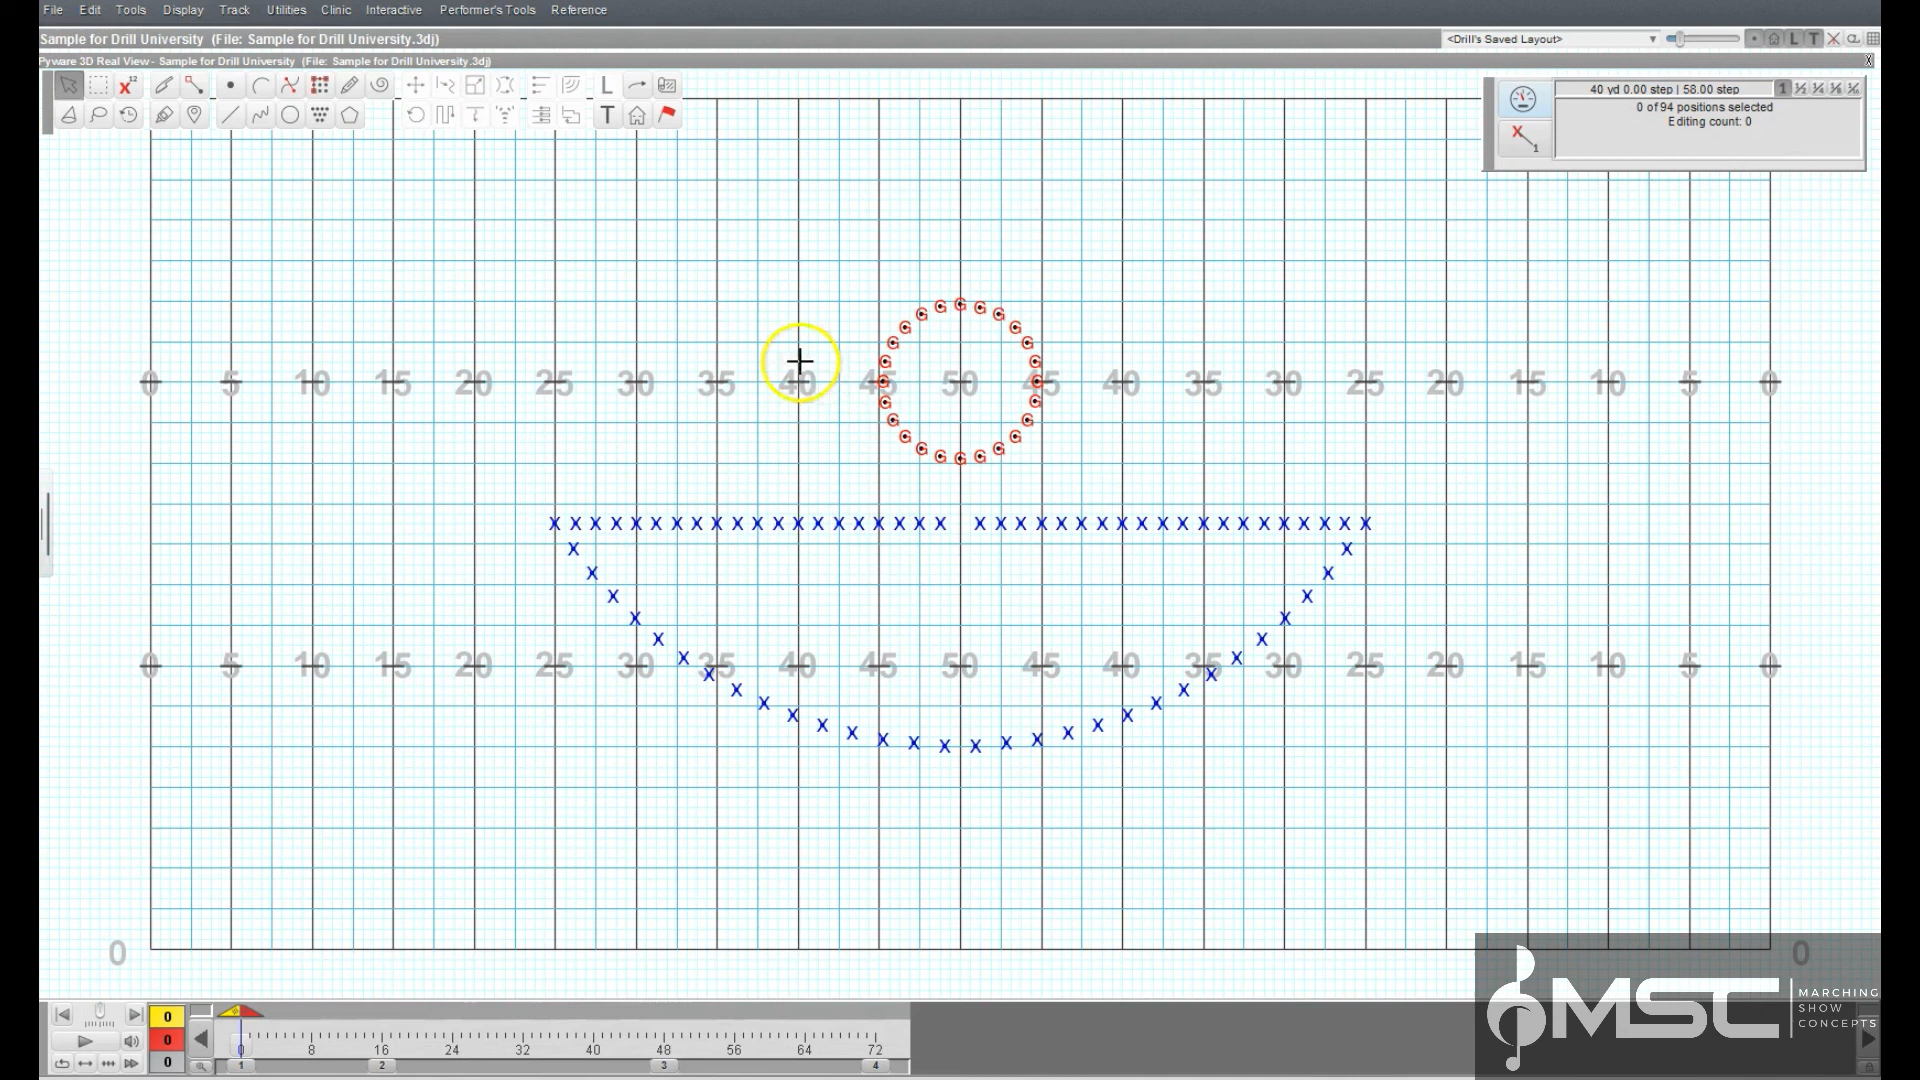 File Edit Tools Display Track Utilities Clinic Interactive Performer's Tools Reference
Sample for Drill University (File: Sample for Drill University.3dj)
<Drill's Saved Layout>
Pyware 3D Real View - Sample for Drill University (File: Sample for Drill University.3dj)
40 yd 0.00 step | 58.00 step
0 of 94 positions selected
Editing count: 0
0 5 10 15 20 25 30 35 40 45 50 45 40 35 30 25 20 15 10 5 0
0 5 10 15 20 25 30 35 40 45 50 45 40 35 30 25 20 15 10 5 0
0 0
MSC MARCHING
SHOW
CONCEPTS
0
0
0
0 8 16 24 32 40 48 56 64 72
1 2 3 4